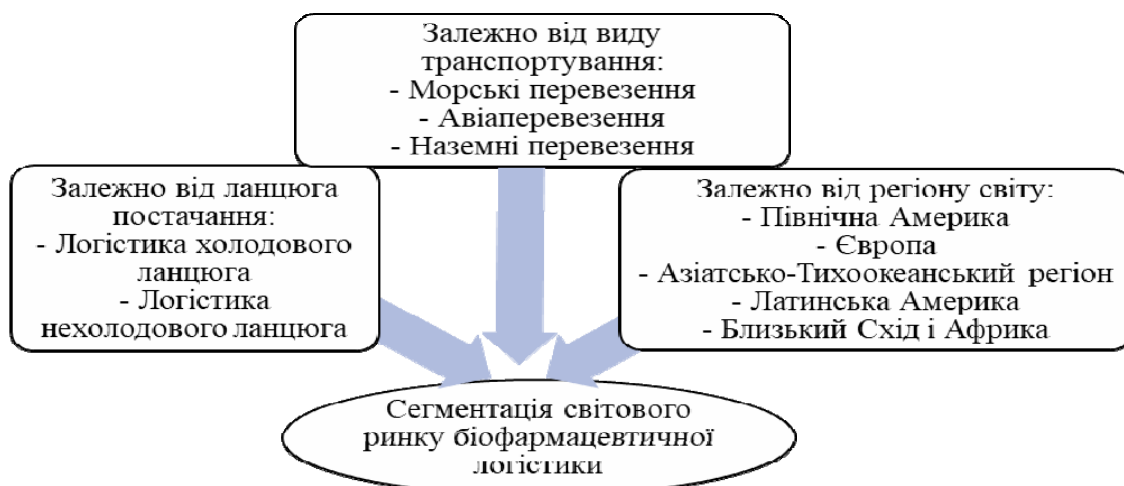 Залежно від виду
транспортування:
- Морські перевезення
- Авіаперевезення
- Наземні перевезення
Залежно від ланцюга
постачання:
- Логістика холодового
ланцюга
- Логістика
нехолодового ланцюга
Залежно від регіону світу:
- Північна Америка
- Європа
- Азіатсько-Тихоокеанський регіон
- Латинська Америка
- Близький Схід і Африка
Сегментація світового
ринку біофармацевтичної
логістики